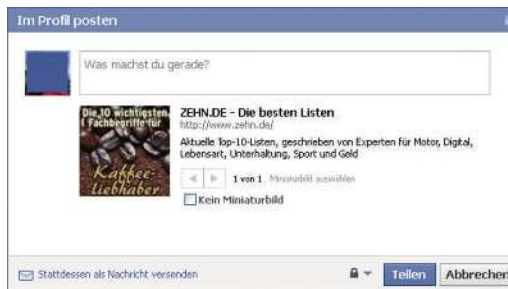 Im Profil posten
Was machst du gerade?
Die 10 wichtigsten
Fachbegriffe für
Kaffee-
Liebhaber
ZEHN.DE - Die besten Listen
http://www.zehn.de/
Aktuelle Top-10-Listen, geschrieben von Experten für Motor, Digital,
Lebensart, Unterhaltung, Sport und Geld
1 von 1 Miniaturbild auswählen
Kein Miniaturbild
Stattdessen als Nachricht versenden
Teilen
Abbrechen